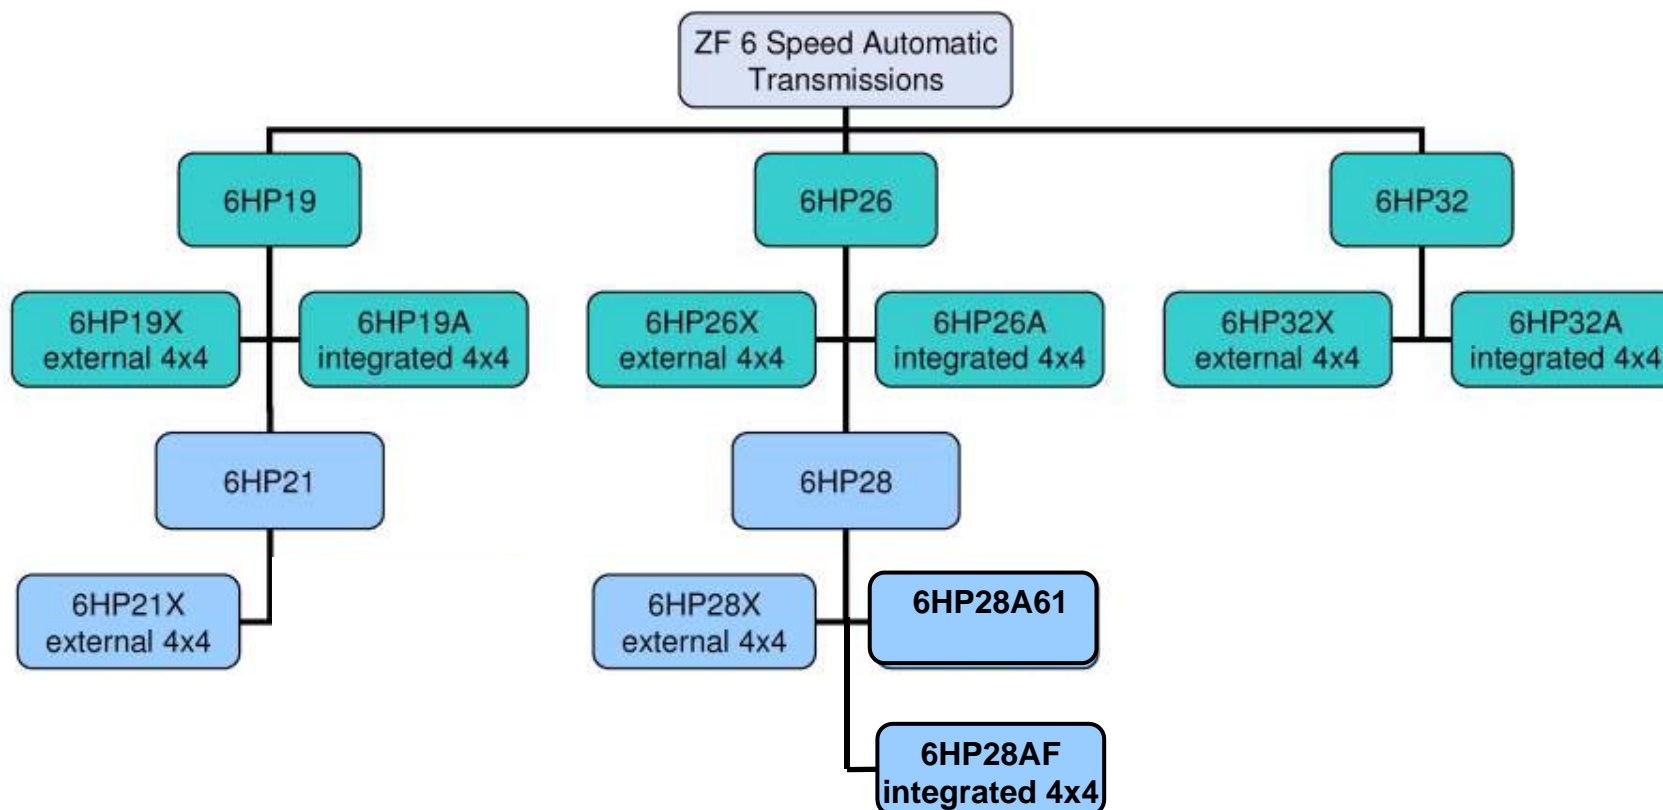 ZF 6 Speed Automatic
Transmissions
6HP19
6HP26
6HP32
6HP19X
external 4x4
6HP19A
integrated 4x4
6HP26X
external 4x4
6HP26A
integrated 4x4
6HP32X
external 4x4
6HP32A
integrated 4x4
6HP21
6HP28
6HP21X
external 4x4
6HP28X
external 4x4
6HP28A61
6HP28AF
integrated 4x4